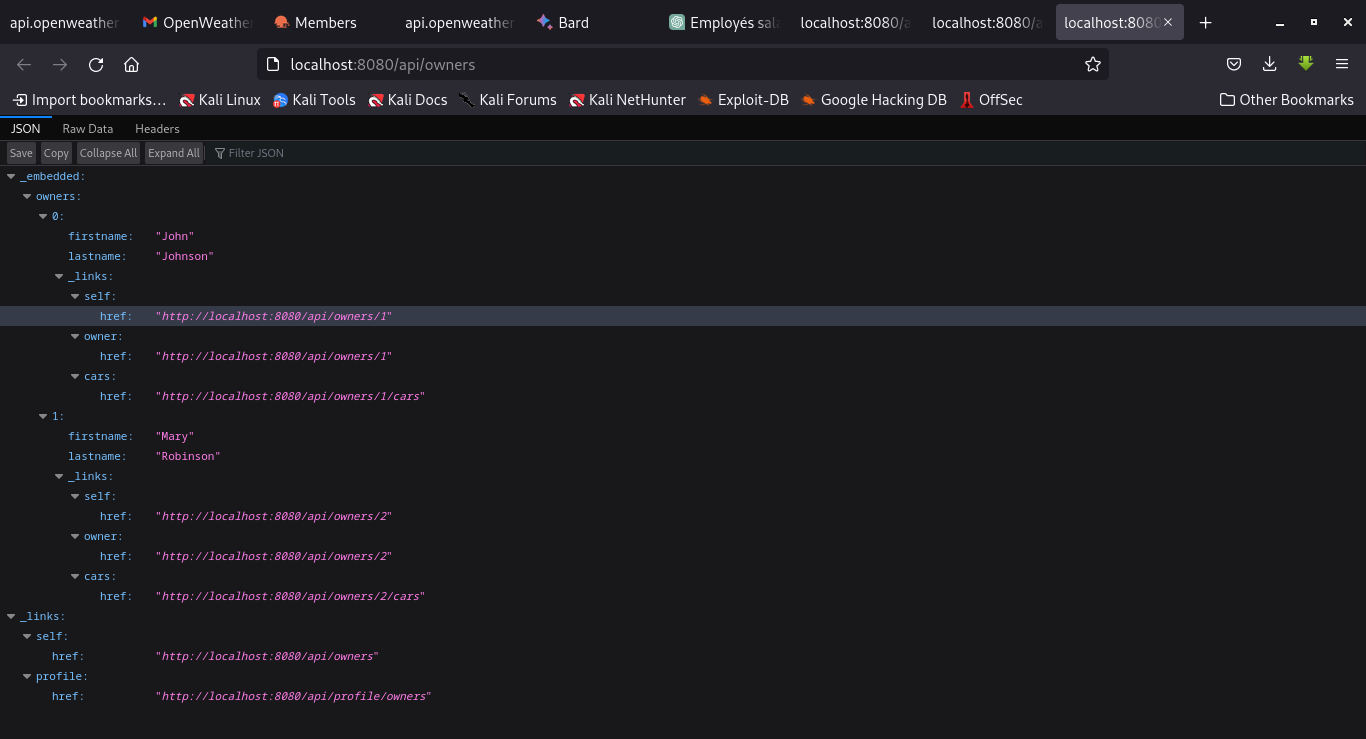 api.openweather OpenWeather Members api.openweather Bard Employés sala localhost:8080/a localhost:8080/a localhost:8080
localhost:8080/api/owners
Import bookmarks... Kali Linux Kali Tools Kali Docs Kali Forums Kali NetHunter Exploit-DB Google Hacking DB OffSec Other Bookmarks
JSON Raw Data Headers
Save Copy Collapse All Expand All Filter JSON
_embedded:
owners:
0:
firstname: "John"
lastname: "Johnson"
_links:
self:
href: "http://localhost:8080/api/owners/1"
owner:
href: "http://localhost:8080/api/owners/1"
cars:
href: "http://localhost:8080/api/owners/1/cars"
1:
firstname: "Mary"
lastname: "Robinson"
_links:
self:
href: "http://localhost:8080/api/owners/2"
owner:
href: "http://localhost:8080/api/owners/2"
cars:
href: "http://localhost:8080/api/owners/2/cars"
_links:
self:
href: "http://localhost:8080/api/owners"
profile:
href: "http://localhost:8080/api/profile/owners"